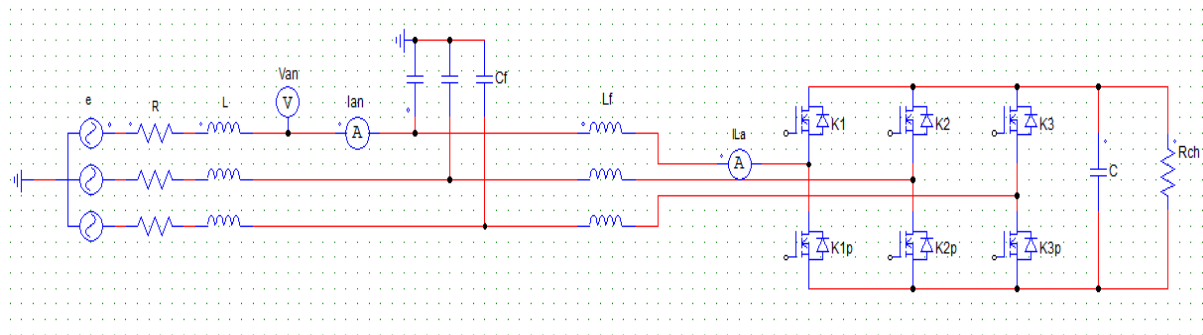 e
R
L
Van
V
Ian
A
Cf
Lf
ILa
A
K1
K2
K3
C
Rch
K1p
K2p
K3p